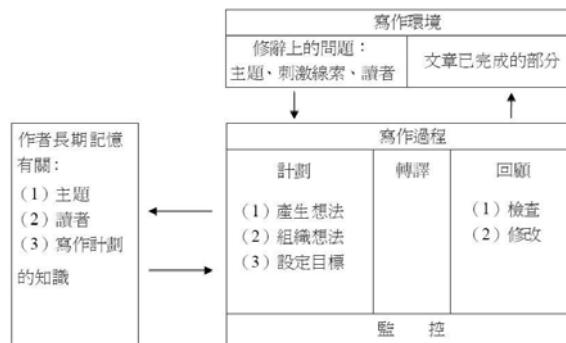 寫作環境
修辭上的問題：
主題、刺激線索、讀者
文章已完成的部分
作者長期記憶
有關：
（1）主題
（2）讀者
（3）寫作計劃
的知識
寫作過程
計劃
（1）產生想法
（2）組織想法
（3）設定目標
轉譯
回顧
（1）檢查
（2）修改
監 控